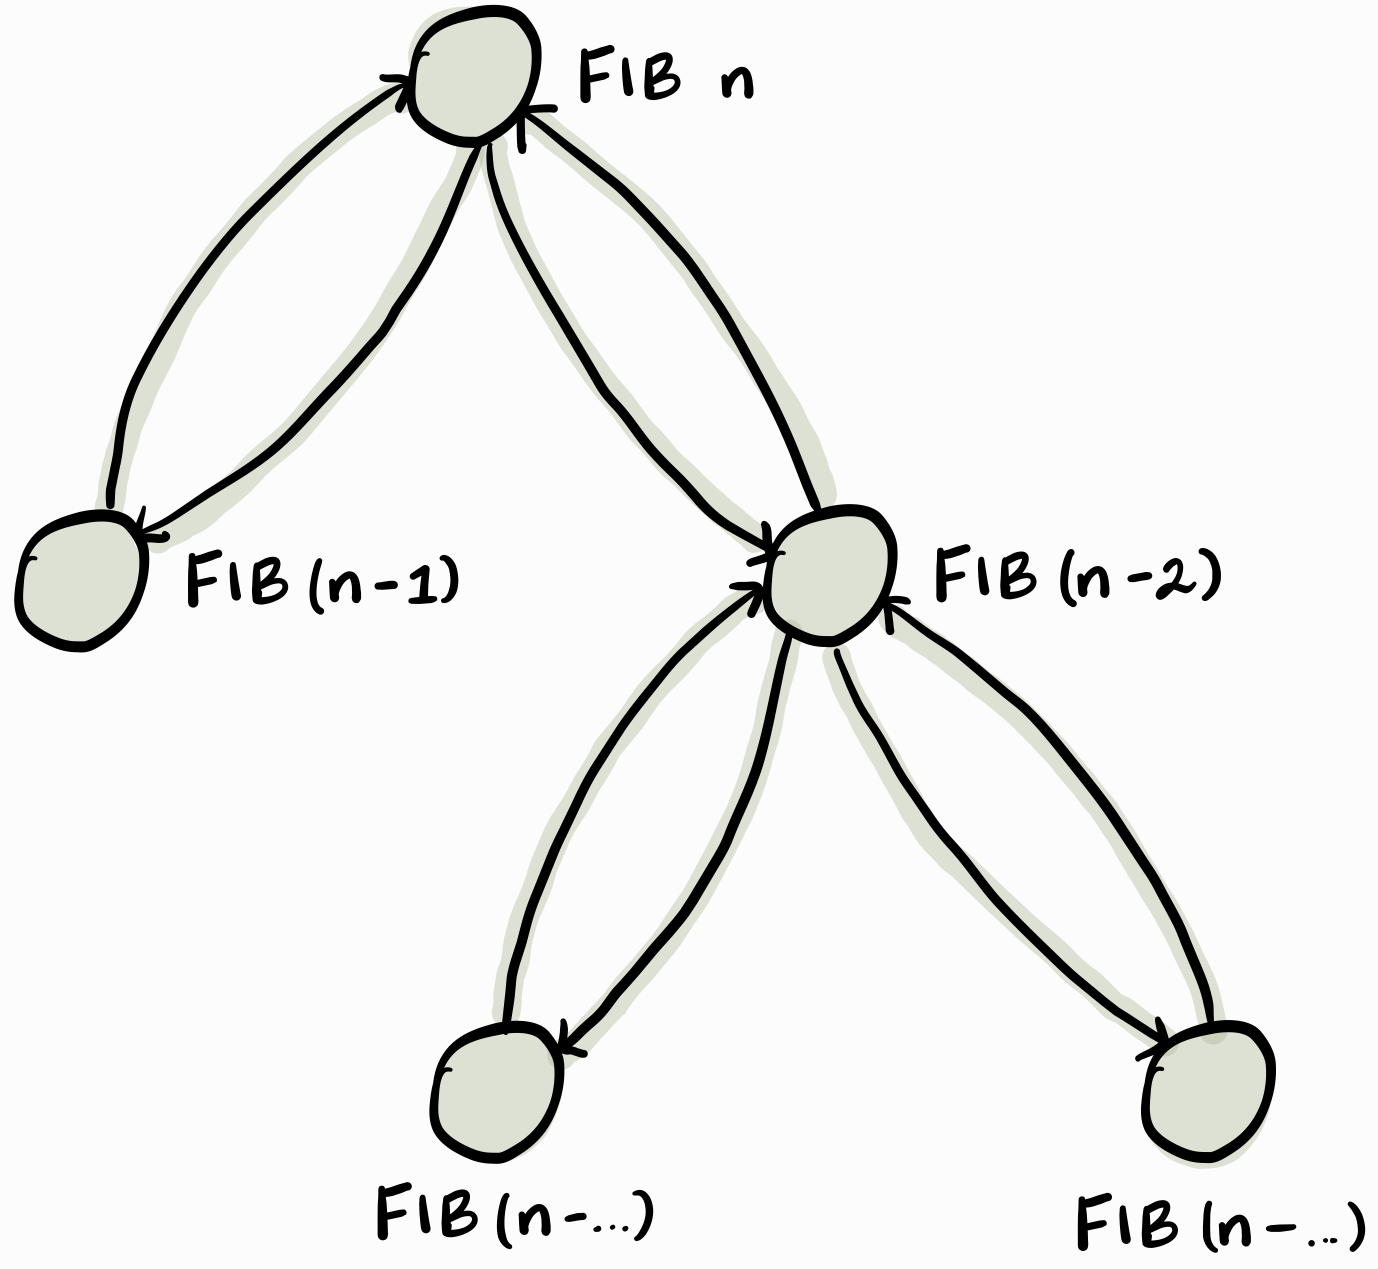 FIB n
FIB (n-1)
FIB (n-2)
FIB (n-...)
FIB (n-...)